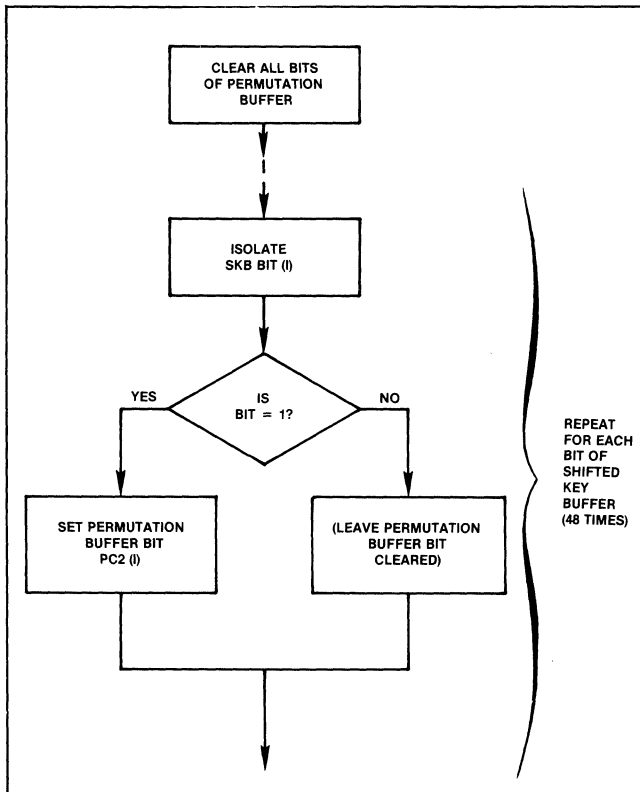 CLEAR ALL BITS
OF PERMUTATION
BUFFER
ISOLATE
SKB BIT (I)
IS
BIT = 1?
YES
NO
SET PERMUTATION
BUFFER BIT
PC2 (I)
(LEAVE PERMUTATION
BUFFER BIT
CLEARED)
REPEAT
FOR EACH
BIT OF
SHIFTED
KEY
BUFFER
(48 TIMES)